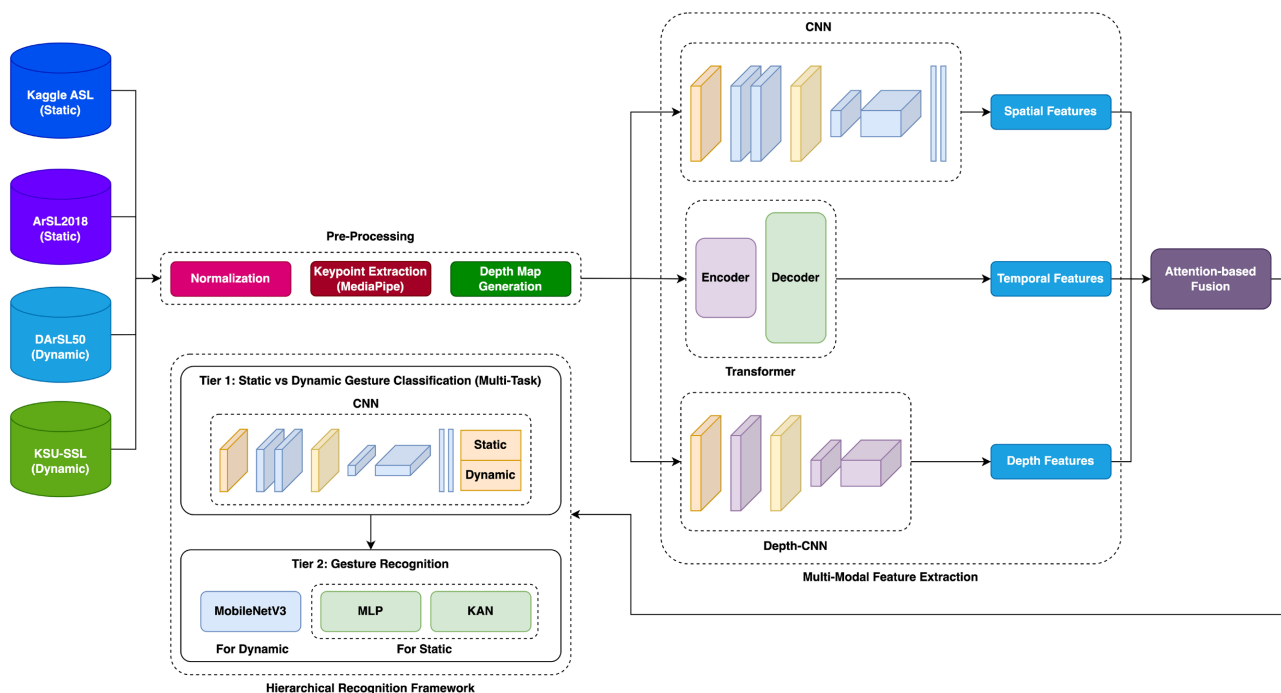 Kaggle ASL
(Static)
ArSL2018
(Static)
DArSL50
(Dynamic)
KSU-SSL
(Dynamic)
Pre-Processing
Normalization
Keypoint Extraction
(MediaPipe)
Depth Map
Generation
CNN
Spatial Features
Encoder
Decoder
Transformer
Temporal Features
Depth-CNN
Depth Features
Multi-Modal Feature Extraction
Attention-based
Fusion
Tier 1: Static vs Dynamic Gesture Classification (Multi-Task)
CNN
Static
Dynamic
Tier 2: Gesture Recognition
MobileNetV3
MLP
KAN
For Dynamic
For Static
Hierarchical Recognition Framework